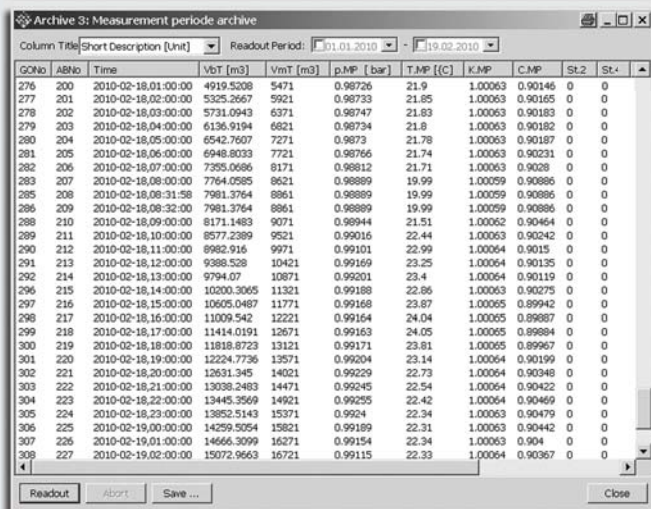 Archive 3: Measurement periode archive
Column Title Short Description [Unit] Readout Period: 01.01.2010 - 19.02.2010
GONo ABNo Time VbT [m3] VmT [m3] p.MP [ bar] T.MP [{C] K.MP C.MP St.2 St.4
276 200 2010-02-18,01:00:00 4919.5208 5471 0.98726 21.9 1.00063 0.90146 0 0
277 201 2010-02-18,02:00:00 5325.2667 5921 0.98733 21.85 1.00063 0.90165 0 0
278 202 2010-02-18,03:00:00 5731.0943 6371 0.98747 21.83 1.00063 0.90183 0 0
279 203 2010-02-18,04:00:00 6136.9194 6821 0.98734 21.8 1.00063 0.90182 0 0
280 204 2010-02-18,05:00:00 6542.7607 7271 0.9873 21.78 1.00063 0.90187 0 0
281 205 2010-02-18,06:00:00 6948.8033 7721 0.98766 21.74 1.00063 0.90231 0 0
282 206 2010-02-18,07:00:00 7355.0686 8171 0.98812 21.71 1.00063 0.9028 0 0
283 207 2010-02-18,08:00:00 7764.0585 8621 0.98889 19.99 1.00059 0.90886 0 0
285 208 2010-02-18,08:31:58 7981.3764 8861 0.98889 19.99 1.00059 0.90886 0 0
286 209 2010-02-18,08:32:00 7981.3764 8861 0.98889 19.99 1.00059 0.90886 0 0
288 210 2010-02-18,09:00:00 8171.1483 9071 0.98944 21.51 1.00062 0.90464 0 0
289 211 2010-02-18,10:00:00 8577.2389 9521 0.99016 22.44 1.00063 0.90242 0 0
290 212 2010-02-18,11:00:00 8982.916 9971 0.99101 22.99 1.00064 0.9015 0 0
291 213 2010-02-18,12:00:00 9388.528 10421 0.99169 23.25 1.00064 0.90135 0 0
292 214 2010-02-18,13:00:00 9794.07 10871 0.99201 23.4 1.00064 0.90119 0 0
296 215 2010-02-18,14:00:00 10200.3065 11321 0.99188 22.86 1.00063 0.90275 0 0
297 216 2010-02-18,15:00:00 10605.0487 11771 0.99168 23.87 1.00065 0.89942 0 0
298 217 2010-02-18,16:00:00 11009.542 12221 0.99164 24.04 1.00065 0.89887 0 0
299 218 2010-02-18,17:00:00 11414.0191 12671 0.99163 24.05 1.00065 0.89884 0 0
300 219 2010-02-18,18:00:00 11818.8723 13121 0.99171 23.81 1.00065 0.89967 0 0
301 220 2010-02-18,19:00:00 12224.7736 13571 0.99204 23.14 1.00064 0.90199 0 0
302 221 2010-02-18,20:00:00 12631.345 14021 0.99229 22.73 1.00064 0.90348 0 0
303 222 2010-02-18,21:00:00 13038.2483 14471 0.99245 22.54 1.00064 0.90422 0 0
304 223 2010-02-18,22:00:00 13445.3569 14921 0.99255 22.42 1.00064 0.90469 0 0
305 224 2010-02-18,23:00:00 13852.5143 15371 0.9924 22.34 1.00063 0.90479 0 0
306 225 2010-02-19,00:00:00 14259.5054 15821 0.99189 22.31 1.00063 0.90442 0 0
307 226 2010-02-19,01:00:00 14666.3099 16271 0.99154 22.34 1.00063 0.904 0 0
308 227 2010-02-19,02:00:00 15072.9663 16721 0.99115 22.33 1.00064 0.90367 0 0
Readout Abort Save ... Close